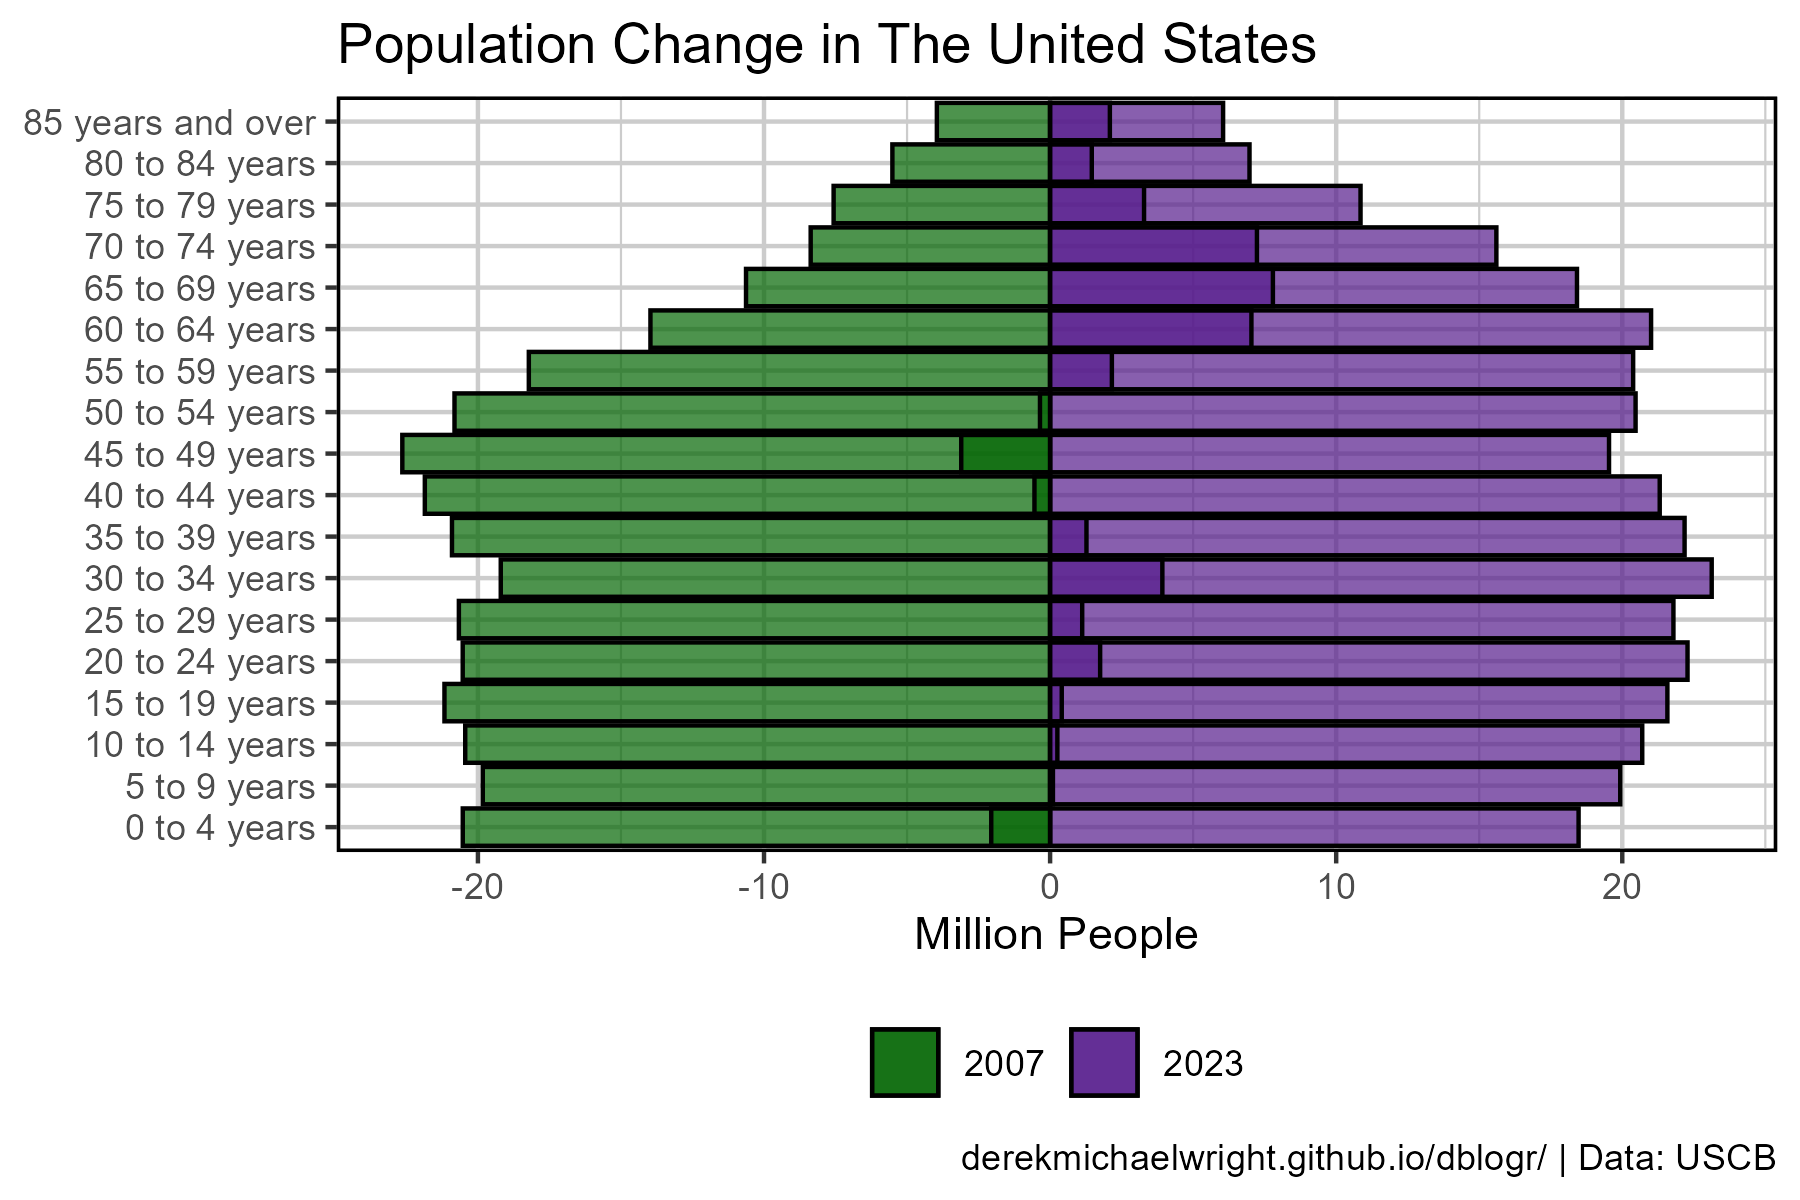 Population Change in The United States
85 years and over
80 to 84 years
75 to 79 years
70 to 74 years
65 to 69 years
60 to 64 years
55 to 59 years
50 to 54 years
45 to 49 years
40 to 44 years
35 to 39 years
30 to 34 years
25 to 29 years
20 to 24 years
15 to 19 years
10 to 14 years
5 to 9 years
0 to 4 years
-20 -10 0 10 20
Million People
2007 2023
derekmichaelwright.github.io/dblogr/ | Data: USCB